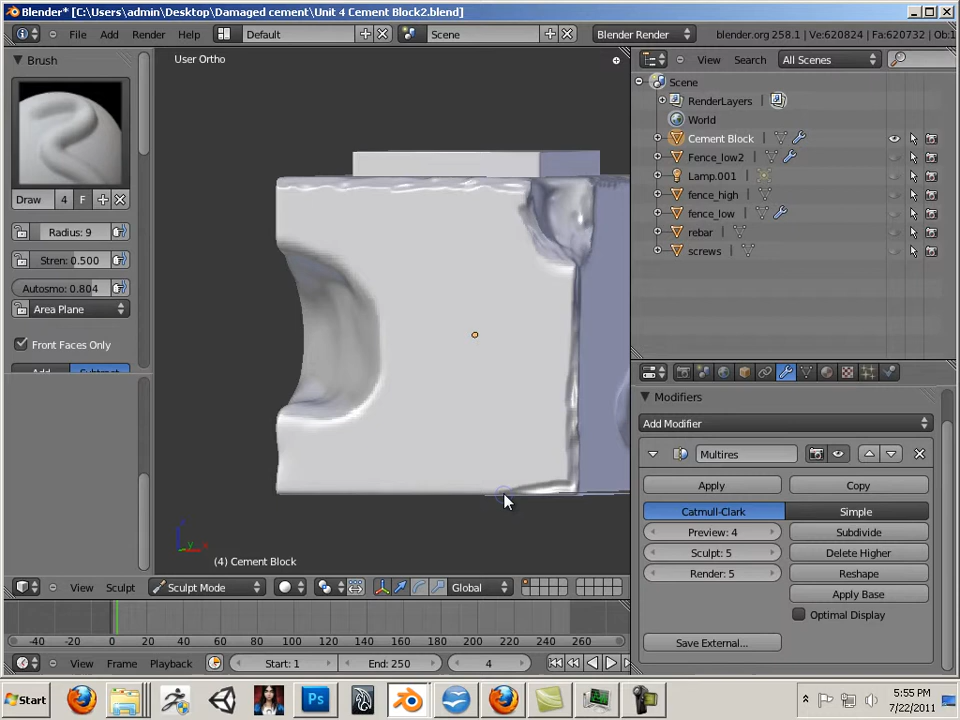 Blender* [C:\Users\admin\Desktop\Damaged cement\Unit 4 Cement Block2.blend]
File Add Render Help Default Scene Blender Render blender.org 258.1 | Ve:620824 | Fa:620732 | Ob:1
Brush
User Ortho
View Search All Scenes
Scene
RenderLayers
World
Cement Block
Fence_low2
Lamp.001
fence_high
fence_low
rebar
screws
Draw 4 F
Radius: 9
Stren: 0.500
Autosmo: 0.804
Area Plane
Front Faces Only
Add Subtract
Modifiers
Add Modifier
Multires
Apply Copy
Catmull-Clark Simple
Preview: 4 Subdivide
Sculpt: 5 Delete Higher
Render: 5 Reshape
Apply Base
Optimal Display
Save External...
(4) Cement Block
View Sculpt Sculpt Mode Global
-40 -20 0 20 40 60 80 100 120 140 160 180 200 220 240 260 280
View Frame Playback Start: 1 End: 250 4
Start Ps 5:55 PM
7/22/2011